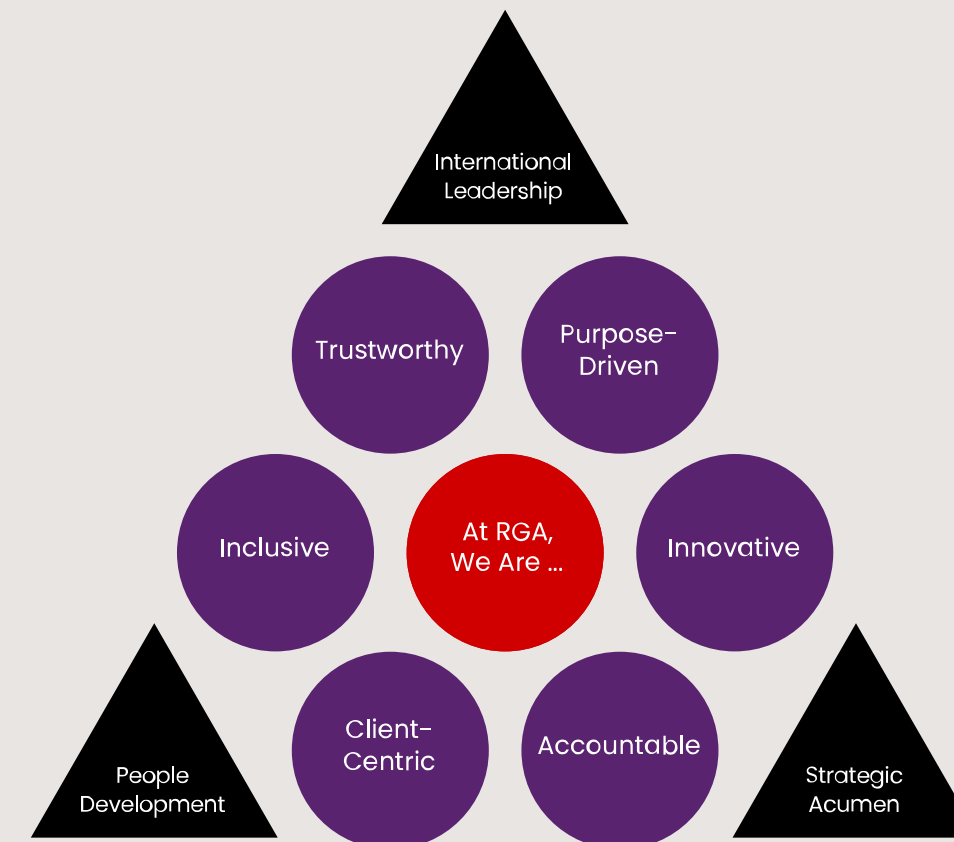 International
Leadership
Trustworthy
Purpose-
Driven
Inclusive
At RGA,
We Are ...
Innovative
Client-
Centric
Accountable
People
Development
Strategic
Acumen